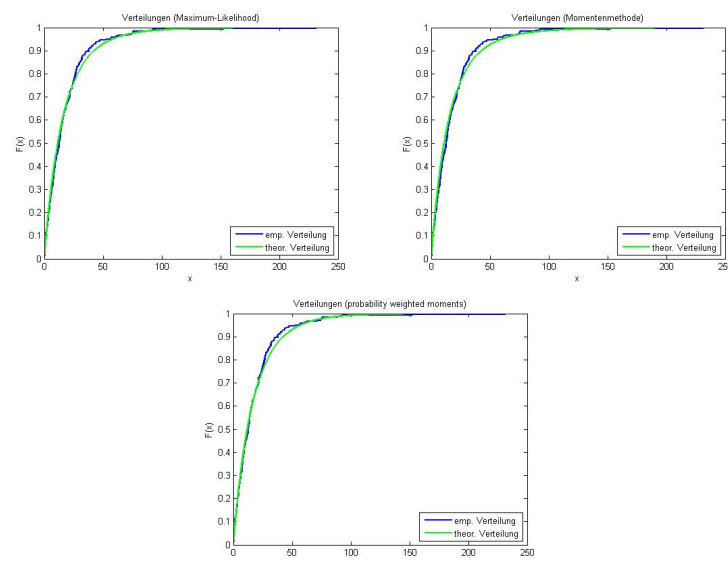 Verteilungen (Maximum-Likelihood)
1
0.9
0.8
0.7
0.6
0.5
0.4
0.3
0.2
0.1
0
F(x)
emp. Verteilung
theor. Verteilung
0 50 100 150 200 250
x
Verteilungen (Momentenmethode)
1
0.9
0.8
0.7
0.6
0.5
0.4
0.3
0.2
0.1
0
F(x)
emp. Verteilung
theor. Verteilung
0 50 100 150 200 250
x
Verteilungen (probability weighted moments)
1
0.9
0.8
0.7
0.6
0.5
0.4
0.3
0.2
0.1
0
F(x)
emp. Verteilung
theor. Verteilung
0 50 100 150 200 250